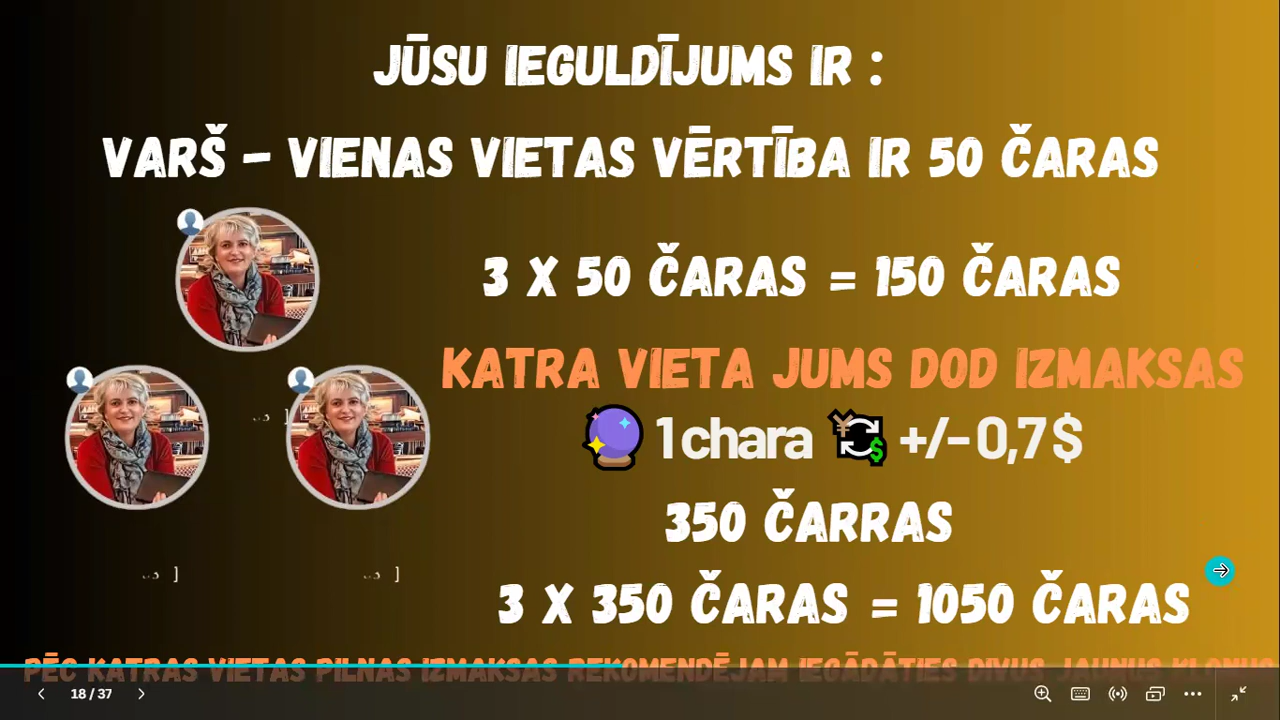 JŪSU IEGULDĪJUMS IR :
VARŠ – VIENAS VIETAS VĒRTĪBA IR 50 ČARAS
3 X 50 ČARAS = 150 ČARAS
KATRA VIETA JUMS DOD IZMAKSAS
1chara +/-0,7$
350 ČARRAS
3 X 350 ČARAS = 1050 ČARAS
PĒC KATRAS VIETAS PILNAS IZMAKSAS REKOMENDĒJAM IEGĀDĀTIES DIVUS JAUNUS KLONUS
18 / 37